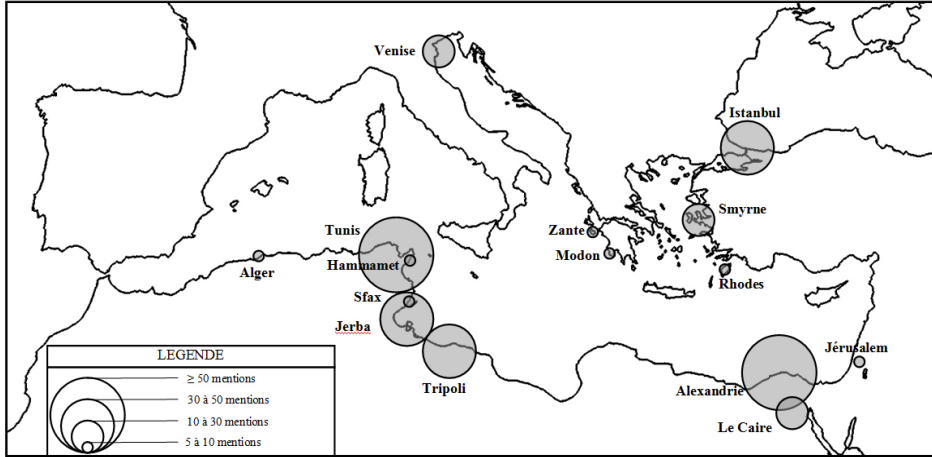 Venise
Istanbul
Smyrne
Tunis
Zante
Hammamet
Modon
Alger
Rhodes
Sfax
Jerba
Jérusalem
Tripoli
Alexandrie
Le Caire
LEGENDE
≥ 50 mentions
30 à 50 mentions
10 à 30 mentions
5 à 10 mentions